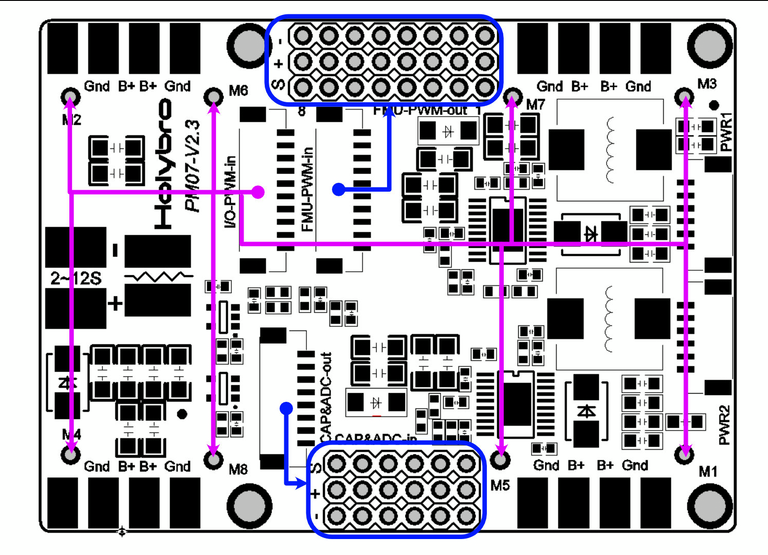 S + -
Gnd B+ B+ Gnd
Gnd B+ B+ Gnd
M2
M6
8 FMU-PWM-out 1
M7
M3
Holybro
PM07-V2.3
I/O-PWM-in
FMU-PWM-in
PWR1
2~12S
-
+
CAP&ADC-out
CAP&ADC-in
PWR2
M4
M8
M5
M1
S + -
Gnd B+ B+ Gnd
Gnd B+ B+ Gnd